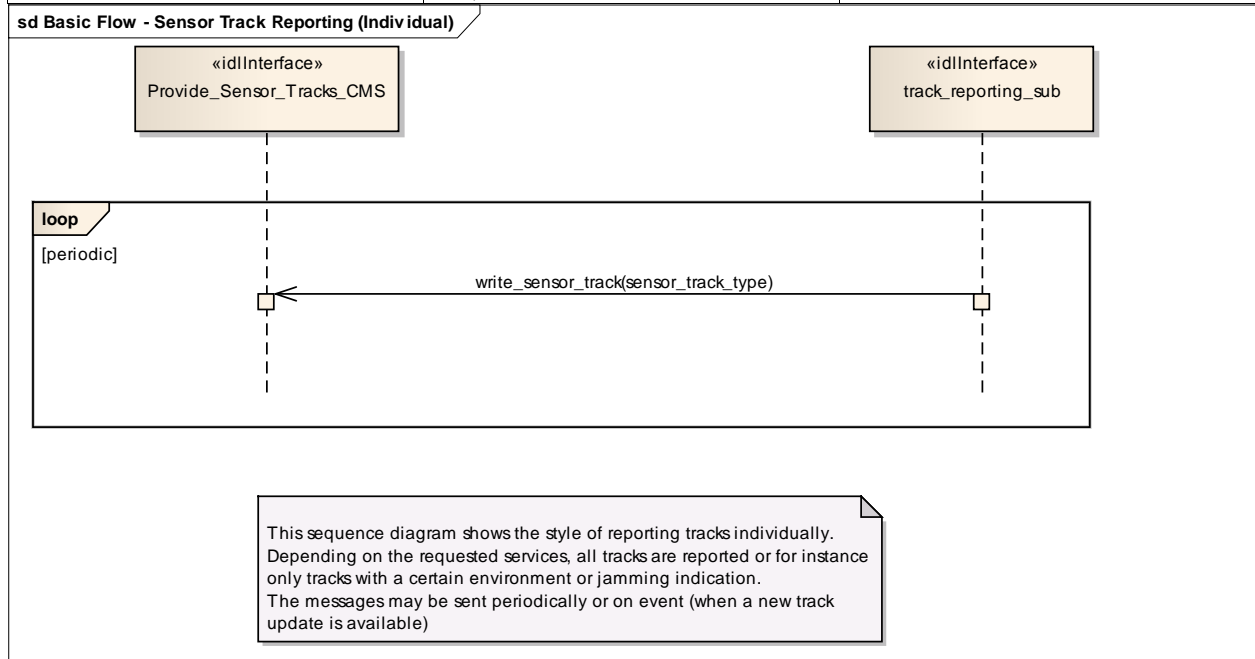 sd Basic Flow - Sensor Track Reporting (Individual)
«idlInterface»
Provide_Sensor_Tracks_CMS
«idlInterface»
track_reporting_sub
loop
[periodic]
write_sensor_track(sensor_track_type)
This sequence diagram shows the style of reporting tracks individually.
Depending on the requested services, all tracks are reported or for instance
only tracks with a certain environment or jamming indication.
The messages may be sent periodically or on event (when a new track
update is available)